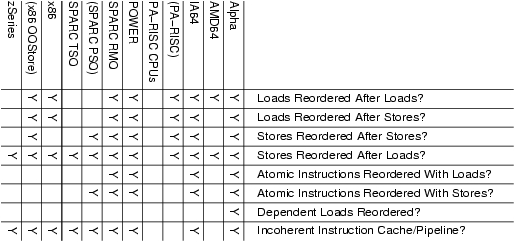 zSeries
(x86 OOStore)
x86
SPARC TSO
(SPARC PSO)
SPARC RMO
POWER
PA-RISC CPUs
(PA-RISC)
IA64
AMD64
Alpha
Y Y Y Y Y Y Y Y Loads Reordered After Loads?
Y Y Y Y Y Y Y Loads Reordered After Stores?
Y Y Y Y Y Y Y Stores Reordered After Stores?
Y Y Y Y Y Y Y Y Y Y Y Stores Reordered After Loads?
Y Y Y Y Atomic Instructions Reordered With Loads?
Y Y Y Y Y Atomic Instructions Reordered With Stores?
Y Dependent Loads Reordered?
Y Y Y Y Y Y Y Y Y Incoherent Instruction Cache/Pipeline?